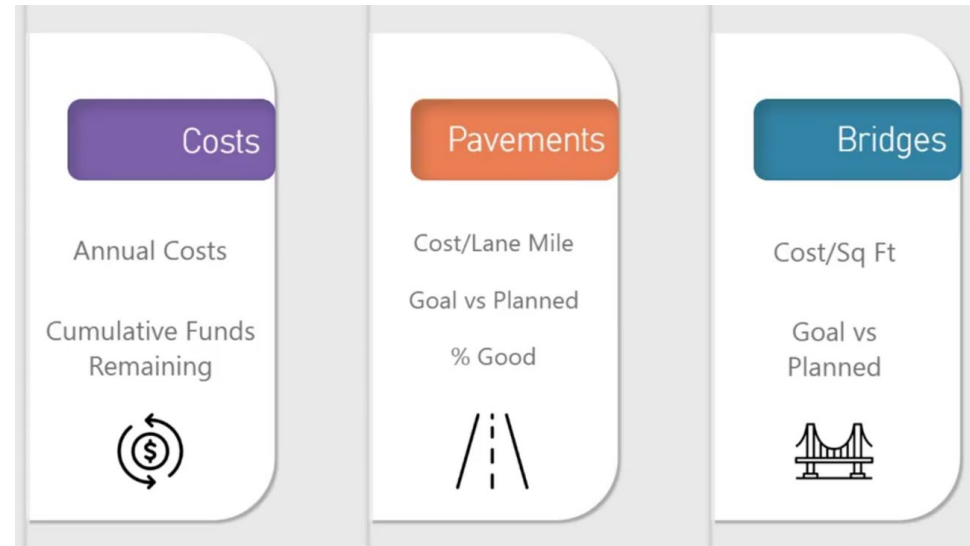 Costs
Annual Costs
Cumulative Funds
Remaining
$
Pavements
Cost/Lane Mile
Goal vs Planned
% Good
Bridges
Cost/Sq Ft
Goal vs
Planned